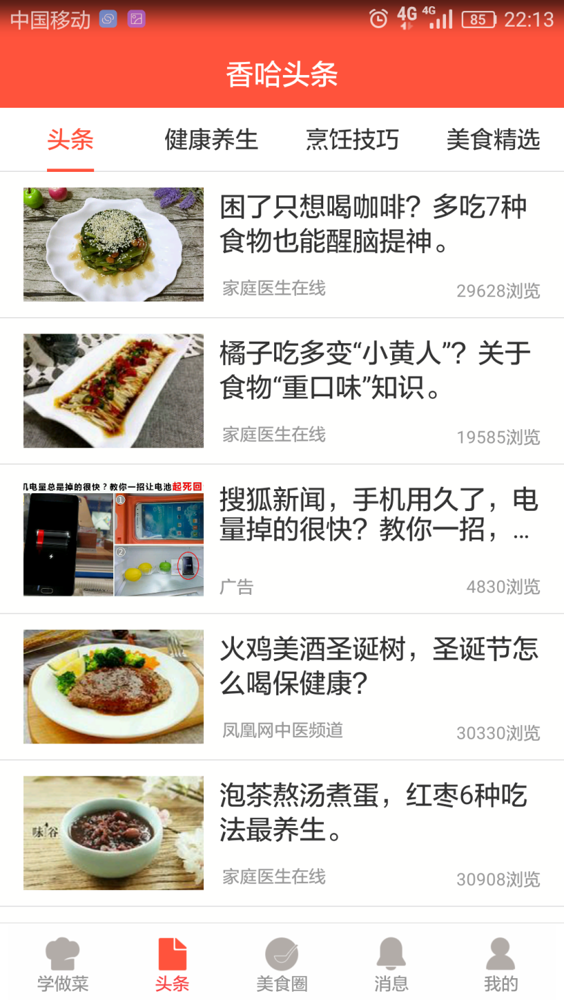 中国移动 4G 4G 85 22:13
香哈头条
头条 健康养生 烹饪技巧 美食精选
困了只想喝咖啡？多吃7种
食物也能醒脑提神。
家庭医生在线 29628浏览
橘子吃多变“小黄人”？关于
食物“重口味”知识。
家庭医生在线 19585浏览
机电量总是掉的很快？教你一招让电池起死回
① 
②
搜狐新闻，手机用久了，电
量掉的很快？教你一招，...
广告 4830浏览
火鸡美酒圣诞树，圣诞节怎
么喝保健康？
凤凰网中医频道 30330浏览
味谷
泡茶熬汤煮蛋，红枣6种吃
法最养生。
家庭医生在线 30908浏览
学做菜 头条 美食圈 消息 我的